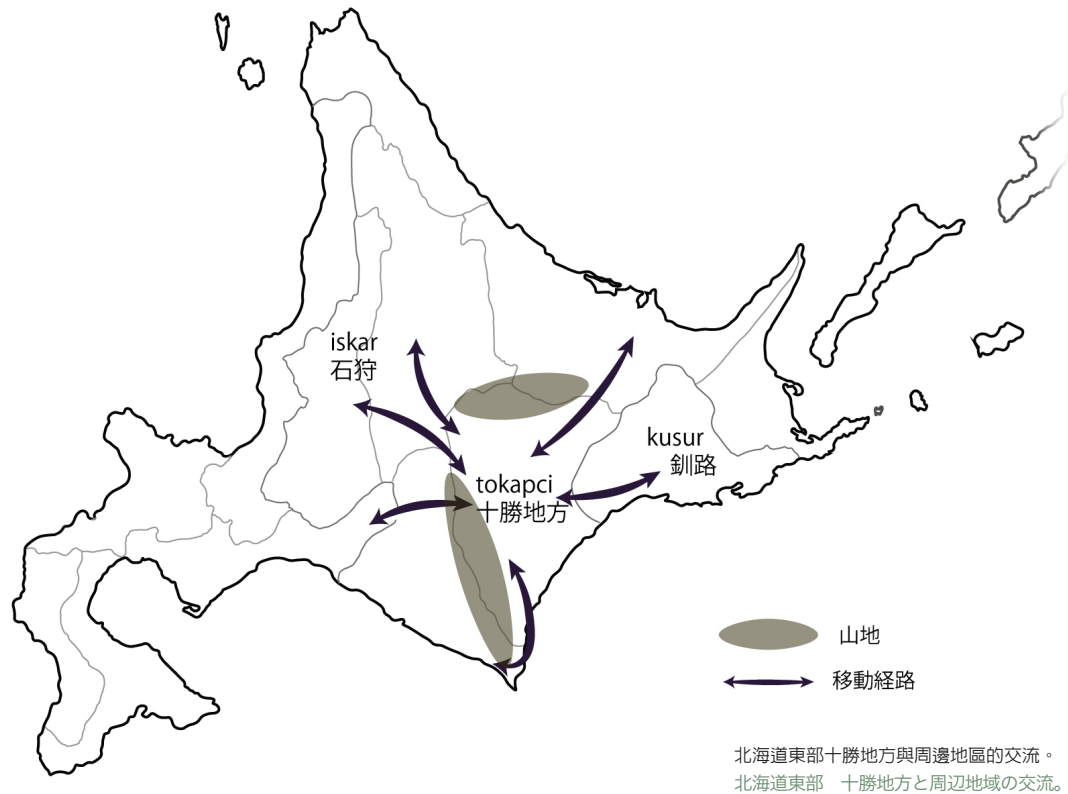 iskar
石狩
kusur
釧路
tokapci
十勝地方
山地
移動経路
北海道東部十勝地方與周邊地區的交流。
北海道東部　十勝地方と周辺地域の交流。